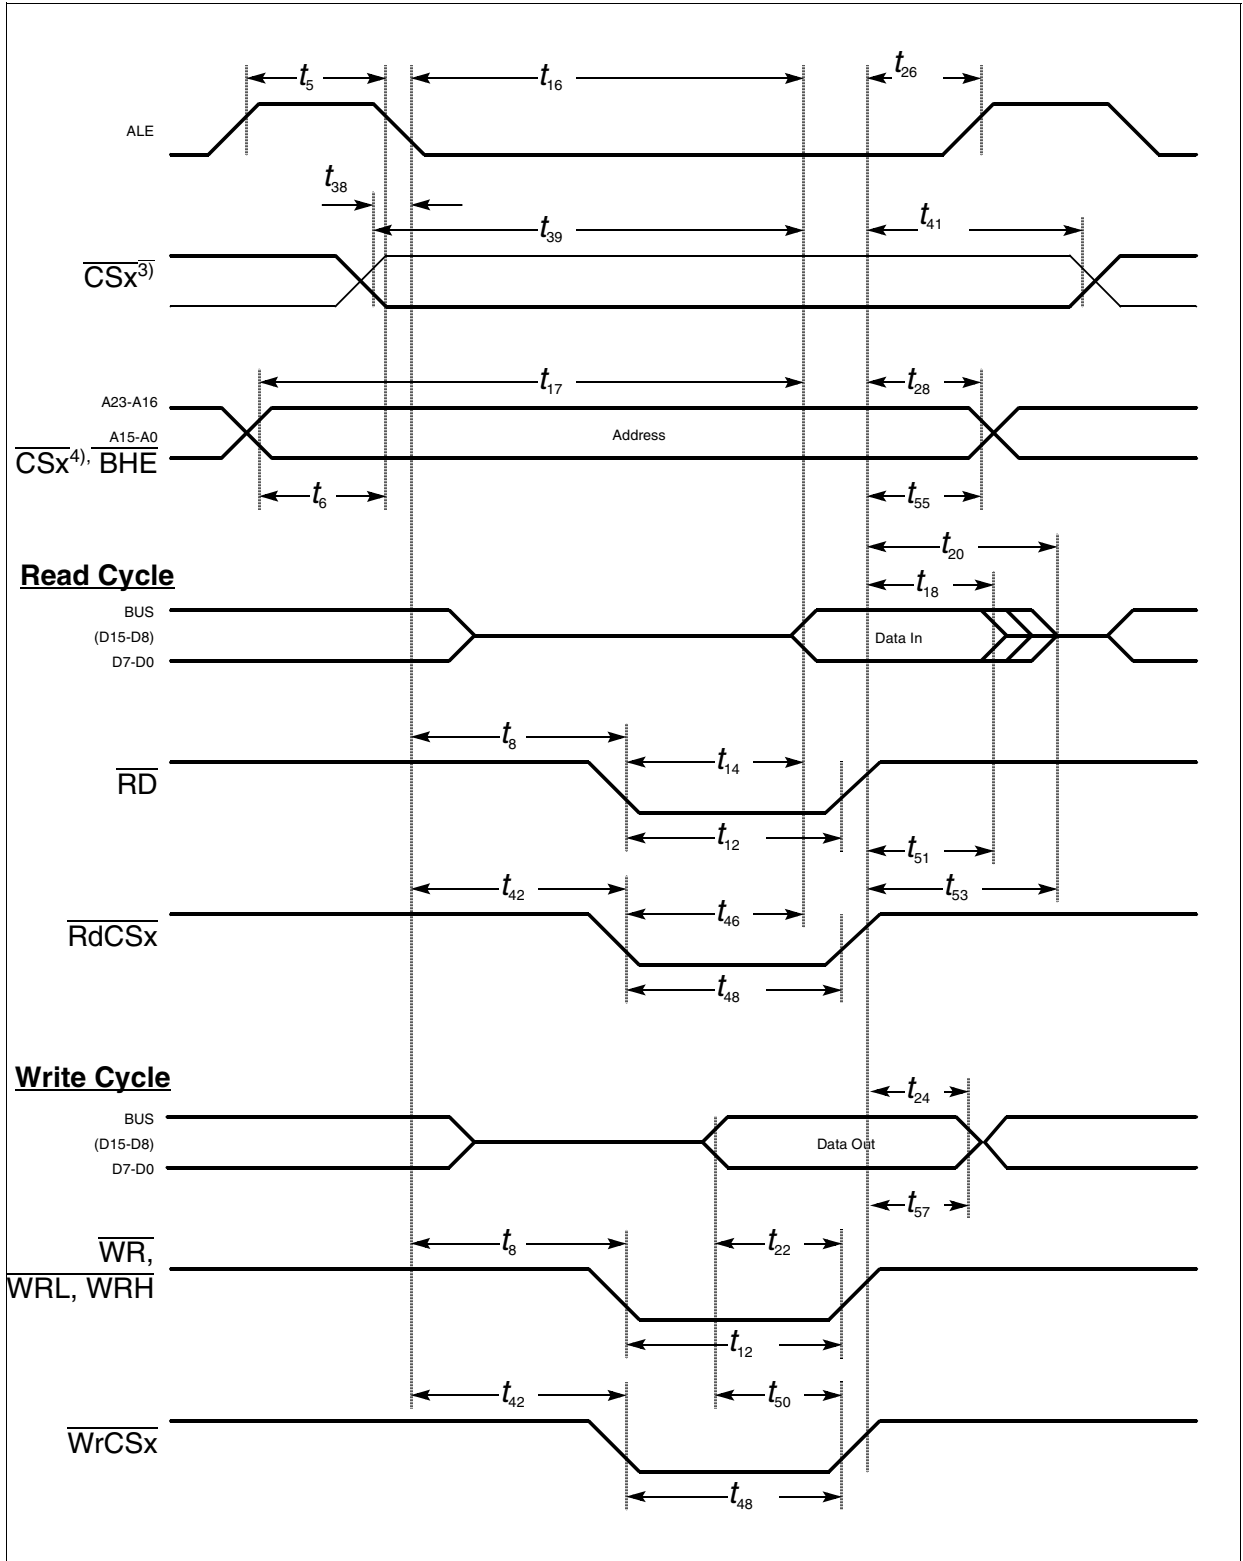 t5 t16 t26
ALE
t38
t39 t41
CSx3)
t17 t28
A23-A16
A15-A0 Address
CSx4), BHE
t6 t55
t20
Read Cycle
t18
BUS
(D15-D8) Data In
D7-D0
t8
t14
RD
t12
t51
t42 t53
t46
RdCSx
t48
Write Cycle
t24
BUS
(D15-D8) Data Out
D7-D0
t57
t8 t22
WR,
WRL, WRH
t12
t42 t50
WrCSx
t48